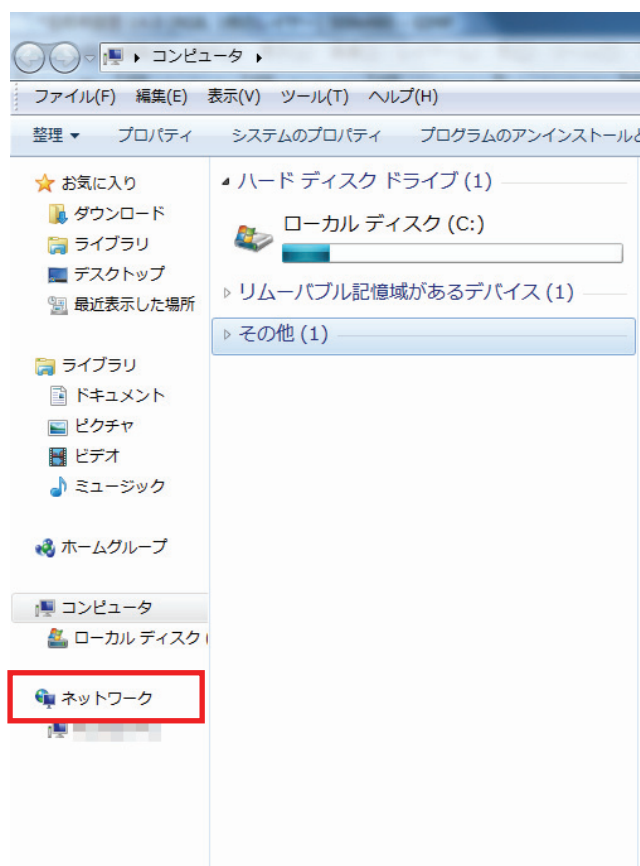 コンピュータ
ファイル(F) 編集(E) 表示(V) ツール(T) ヘルプ(H)
整理 プロパティ システムのプロパティ プログラムのアンインストール
お気に入り
ダウンロード
ライブラリ
デスクトップ
最近表示した場所
ライブラリ
ドキュメント
ピクチャ
ビデオ
ミュージック
ホームグループ
コンピュータ
ローカル ディスク (
ネットワーク
ハード ディスク ドライブ (1)
ローカル ディスク (C:)
リムーバブル記憶域があるデバイス (1)
その他 (1)